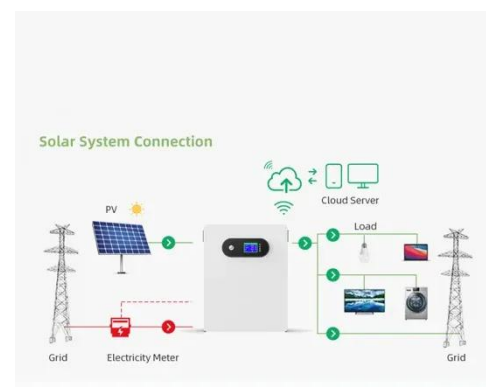 Solar System Connection
Cloud Server
PV
Load
Grid
Electricity Meter
Grid